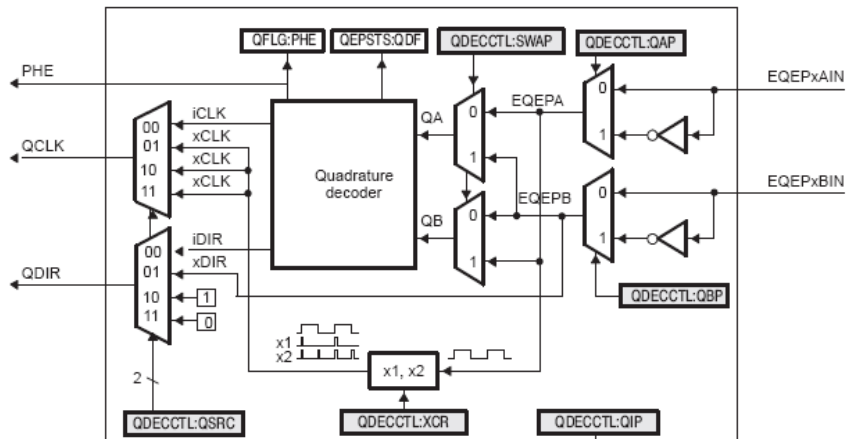 QFLG:PHE
QEPSTS:QDF
QDECCTL:SWAP
QDECCTL:QAP
PHE
EQEPxAIN
QCLK
00
01
10
11
iCLK
xCLK
xCLK
xCLK
Quadrature
decoder
QA
0
1
EQEPA
0
1
EQEPxBIN
EQEPB
QB
0
1
0
1
QDIR
00
01
10
11
iDIR
xDIR
1
0
QDECCTL:QBP
x1
x2
x1, x2
2
QDECCTL:QSRC
QDECCTL:XCR
QDECCTL:QIP